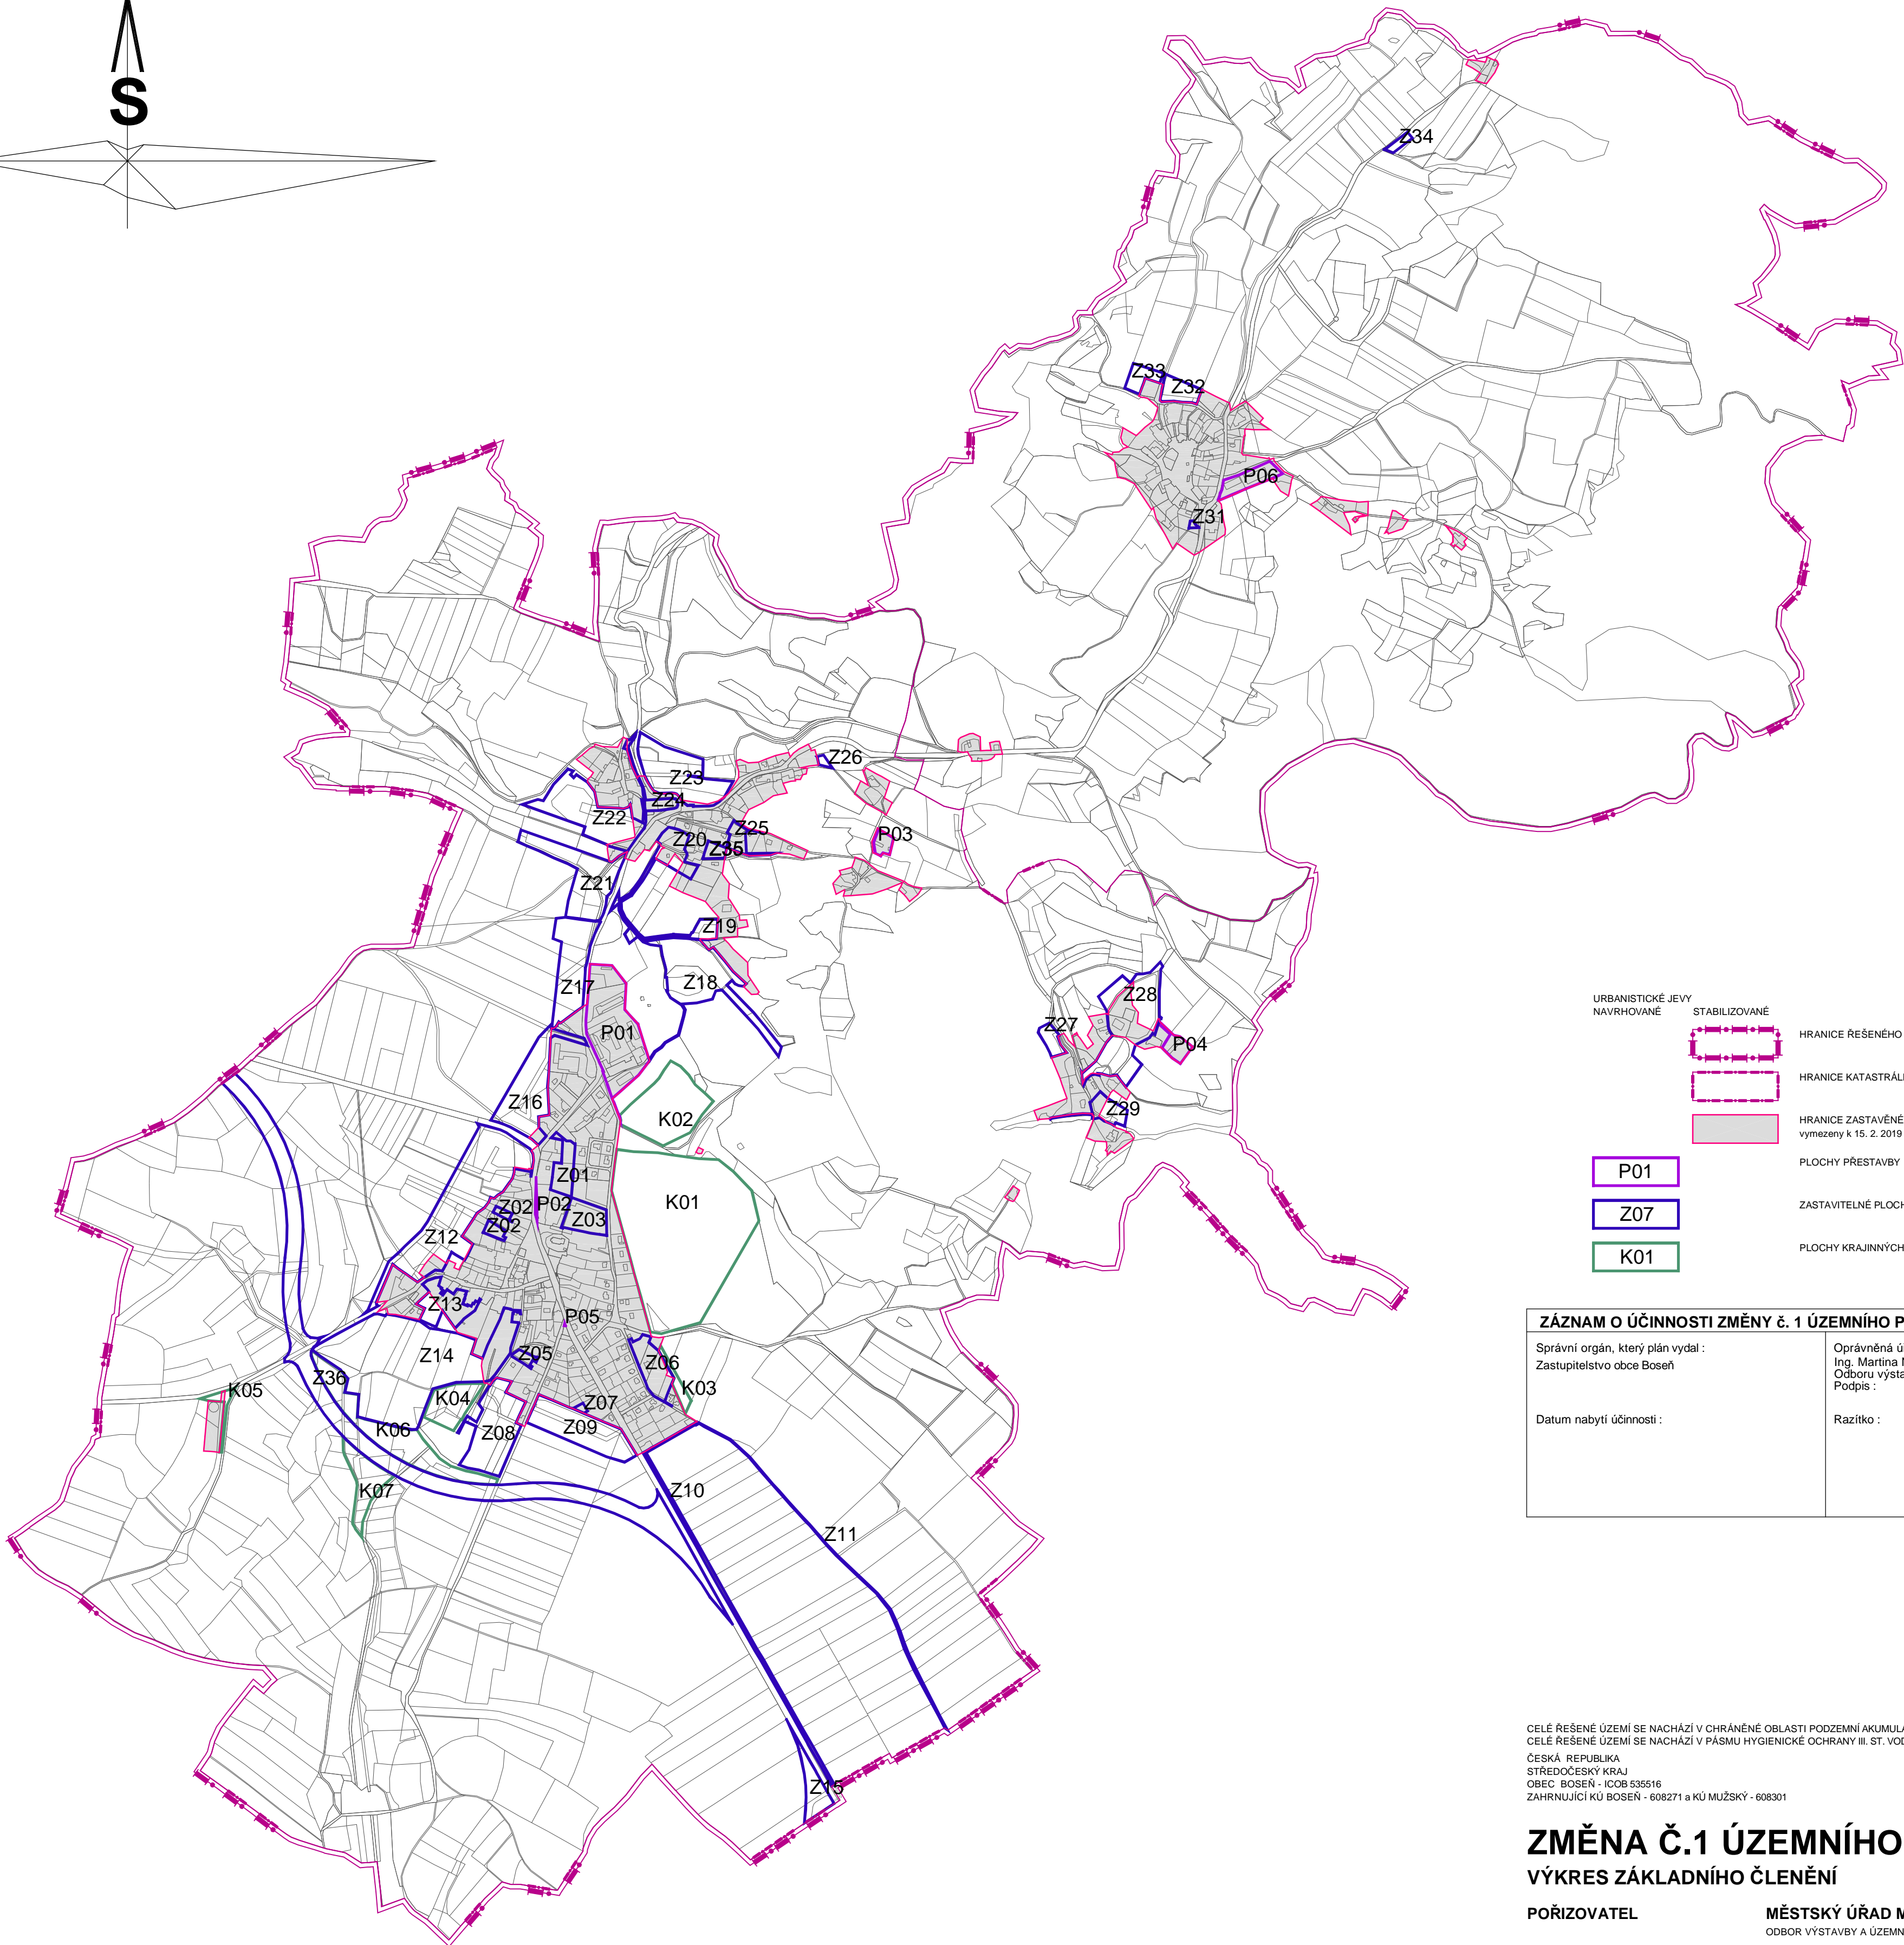 S
Z34
Z33
Z32
P06
Z31
Z26
Z23
Z24
Z22
Z25
Z20
Z35
P03
Z21
Z19
Z18
Z17
Z28
Z27
P01
P04
Z16
K02
Z29
Z01
K01
P02
Z02
Z03
Z02
Z12
Z13
P05
Z14
Z05
Z06
Z36
K05
K04
K03
Z07
K06
Z08
Z09
K07
Z10
Z11
Z15
URBANISTICKÉ JEVY
NAVRHOVANÉ STABILIZOVANÉ
HRANICE ŘEŠENÉHO
HRANICE KATASTRÁL
HRANICE ZASTAVĚNÉ
vymezeny k 15. 2. 2019
P01 PLOCHY PŘESTAVBY
Z07 ZASTAVITELNÉ PLOCH
K01 PLOCHY KRAJINNÝCH
ZÁZNAM O ÚČINNOSTI ZMĚNY č. 1 ÚZEMNÍHO P
Správní orgán, který plán vydal :
Zastupitelstvo obce Boseň
Datum nabytí účinnosti :
Oprávněná ú
Ing. Martina
Odboru výsta
Podpis :
Razítko :
CELÉ ŘEŠENÉ ÚZEMÍ SE NACHÁZÍ V CHRÁNĚNÉ OBLASTI PODZEMNÍ AKUMULA
CELÉ ŘEŠENÉ ÚZEMÍ SE NACHÁZÍ V PÁSMU HYGIENICKÉ OCHRANY III. ST. VOD
ČESKÁ REPUBLIKA
STŘEDOČESKÝ KRAJ
OBEC BOSEŇ - ICOB 535516
ZAHRNUJÍCÍ KÚ BOSEŇ - 608271 a KÚ MUŽSKÝ - 608301
ZMĚNA Č.1 ÚZEMNÍHO
VÝKRES ZÁKLADNÍHO ČLENĚNÍ
POŘIZOVATEL MĚSTSKÝ ÚŘAD M
ODBOR VÝSTAVBY A ÚZEMN